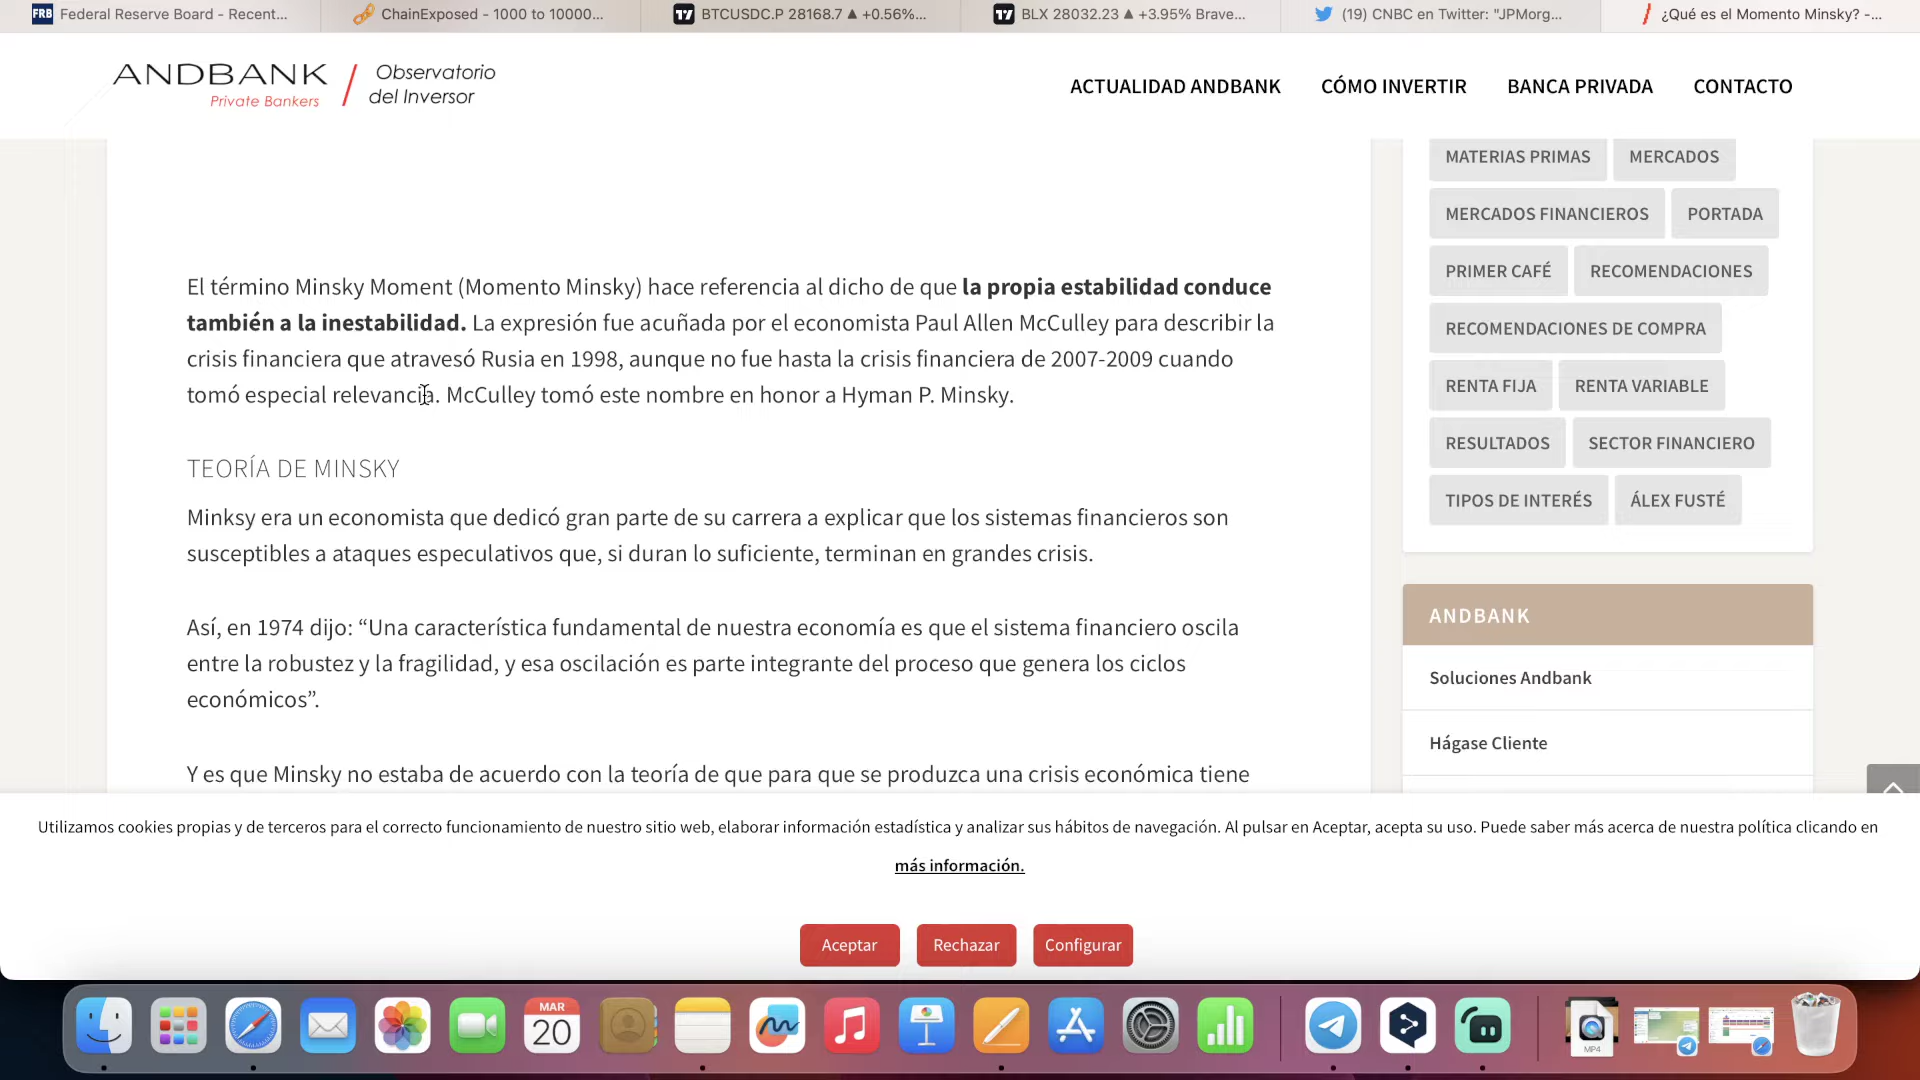 FRB Federal Reserve Board - Recent...
ChainExposed - 1000 to 10000...
BTCUSDC.P 28168.7 ▲ +0.56%...
BLX 28032.23 ▲ +3.95% Brave...
(19) CNBC en Twitter: "JPMorg...
¿Qué es el Momento Minsky? -...
ANDBANK
Private Bankers
Observatorio
del Inversor
ACTUALIDAD ANDBANK
CÓMO INVERTIR
BANCA PRIVADA
CONTACTO
El término Minsky Moment (Momento Minsky) hace referencia al dicho de que la propia estabilidad conduce
también a la inestabilidad. La expresión fue acuñada por el economista Paul Allen McCulley para describir la
crisis financiera que atravesó Rusia en 1998, aunque no fue hasta la crisis financiera de 2007-2009 cuando
tomó especial relevancia. McCulley tomó este nombre en honor a Hyman P. Minsky.
TEORÍA DE MINSKY
Minksy era un economista que dedicó gran parte de su carrera a explicar que los sistemas financieros son
susceptibles a ataques especulativos que, si duran lo suficiente, terminan en grandes crisis.
Así, en 1974 dijo: “Una característica fundamental de nuestra economía es que el sistema financiero oscila
entre la robustez y la fragilidad, y esa oscilación es parte integrante del proceso que genera los ciclos
económicos”.
Y es que Minsky no estaba de acuerdo con la teoría de que para que se produzca una crisis económica tiene
MATERIAS PRIMAS
MERCADOS
MERCADOS FINANCIEROS
PORTADA
PRIMER CAFÉ
RECOMENDACIONES
RECOMENDACIONES DE COMPRA
RENTA FIJA
RENTA VARIABLE
RESULTADOS
SECTOR FINANCIERO
TIPOS DE INTERÉS
ÁLEX FUSTÉ
ANDBANK
Soluciones Andbank
Hágase Cliente
Utilizamos cookies propias y de terceros para el correcto funcionamiento de nuestro sitio web, elaborar información estadística y analizar sus hábitos de navegación. Al pulsar en Aceptar, acepta su uso. Puede saber más acerca de nuestra política clicando en
más información.
Aceptar
Rechazar
Configurar
MAR
20
MP4